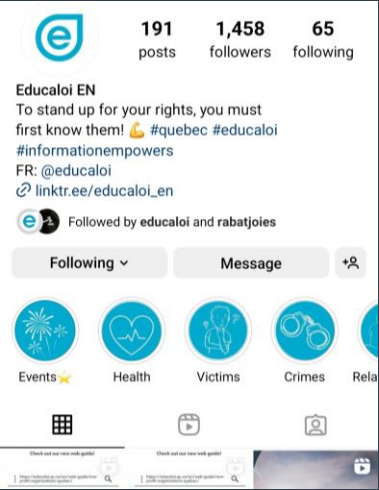 e
191 1,458 65
posts followers following
Educaloi EN
To stand up for your rights, you must
first know them! 💪 #quebec #educaloi
#informationempowers
FR: @educaloi
linktr.ee/educaloi_en
e Followed by educaloi and rabatjoies
Following Message
Events⭐ Health Victims Crimes Rela
Check out our new web guide! Check out our new web guide!